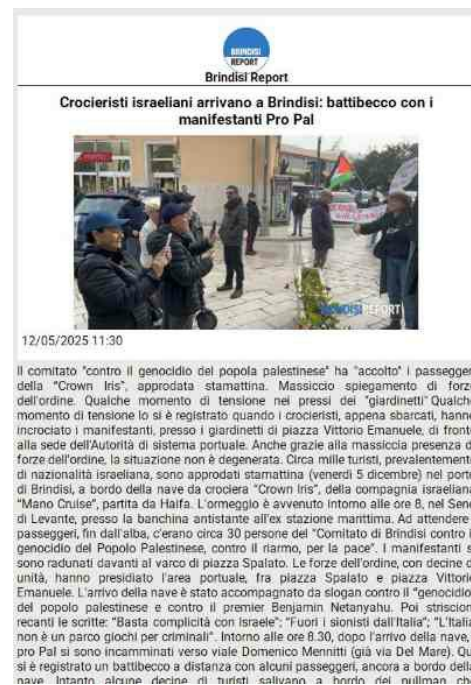 BRINDISI
REPORT
Brindisi Report
Crocieristi israeliani arrivano a Brindisi: battibecco con i
manifestanti Pro Pal
BRINDISI REPORT
12/05/2025 11:30
Il comitato "contro il genocidio del popola palestinese" ha "accolto" i passegger
della "Crown Iris", approdata stamattina. Massiccio spiegamento di forze
dell'ordine. Qualche momento di tensione nei pressi dei "giardinetti" Qualche
momento di tensione lo si è registrato quando i crocieristi, appena sbarcati, hanno
incrociato i manifestanti, presso i giardinetti di piazza Vittorio Emanuele, di fronte
alla sede dell'Autorità di sistema portuale. Anche grazie alla massiccia presenza di
forze dell'ordine, la situazione non è degenerata. Circa mille turisti, prevalentemente
di nazionalità israeliana, sono approdati stamattina (venerdì 5 dicembre) nel porto
di Brindisi, a bordo della nave da crociera "Crown Iris", della compagnia israeliana
"Mano Cruise", partita da Haifa. L'ormeggio è avvenuto intorno alle ore 8, nel Seno
di Levante, presso la banchina antistante all'ex stazione marittima. Ad attendere i
passeggeri, fin dall'alba, c'erano circa 30 persone del "Comitato di Brindisi contro il
genocidio del Popolo Palestinese, contro il riarmo, per la pace". I manifestanti si
sono radunati davanti al varco di piazza Spalato. Le forze dell'ordine, con decine di
unità, hanno presidiato l'area portuale, fra piazza Spalato e piazza Vittorio
Emanuele. L'arrivo della nave è stato accompagnato da slogan contro il "genocidio"
del popolo palestinese e contro il premier Benjamin Netanyahu. Poi striscioni
recanti le scritte: "Basta complicità con Israele"; "Fuori i sionisti dall'Italia"; "L'Italia
non è un parco giochi per criminali". Intorno alle ore 8.30, dopo l'arrivo della nave, i
pro Pal si sono incamminati verso viale Domenico Mennitti (già via Del Mare). Qui
si è registrato un battibecco a distanza con alcuni passeggeri, ancora a bordo della
nave. Intanto alcune decine di turisti salivano a bordo dei pullman che